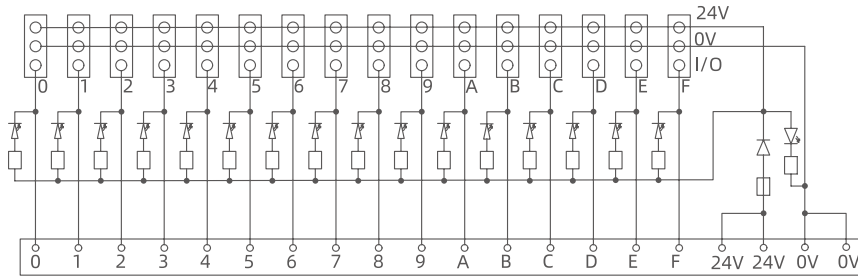 24V
0V
I/O
0 1 2 3 4 5 6 7 8 9 A B C D E F
0 1 2 3 4 5 6 7 8 9 A B C D E F 24V 24V 0V 0V